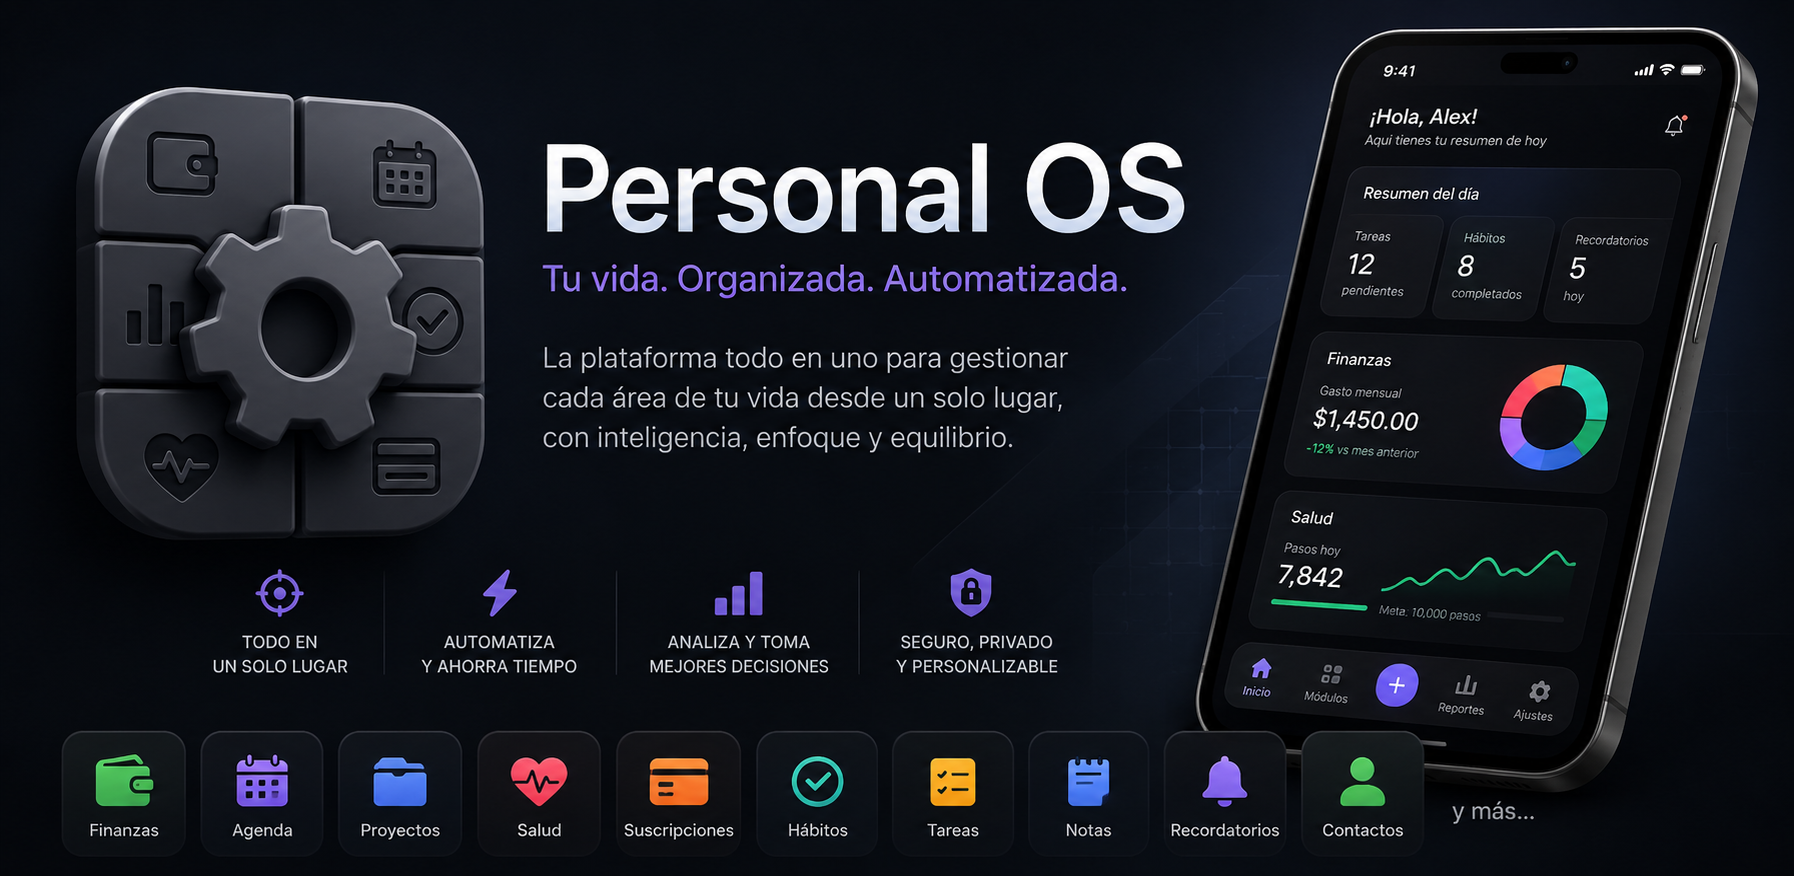 Personal OS
Tu vida. Organizada. Automatizada.
La plataforma todo en uno para gestionar
cada área de tu vida desde un solo lugar,
con inteligencia, enfoque y equilibrio.
TODO EN
UN SOLO LUGAR
AUTOMATIZA
Y AHORRA TIEMPO
ANALIZA Y TOMA
MEJORES DECISIONES
SEGURO, PRIVADO
Y PERSONALIZABLE
9:41
¡Hola, Alex!
Aquí tienes tu resumen de hoy
Resumen del día
Tareas
12
pendientes
Hábitos
8
completados
Recordatorios
5
hoy
Finanzas
Gasto mensual
$1,450.00
-12% vs mes anterior
Salud
Pasos hoy
7,842
Meta. 10,000 pasos
Inicio
Módulos
Reportes
Ajustes
Finanzas
Agenda
Proyectos
Salud
Suscripciones
Hábitos
Tareas
Notas
Recordatorios
Contactos
y más...